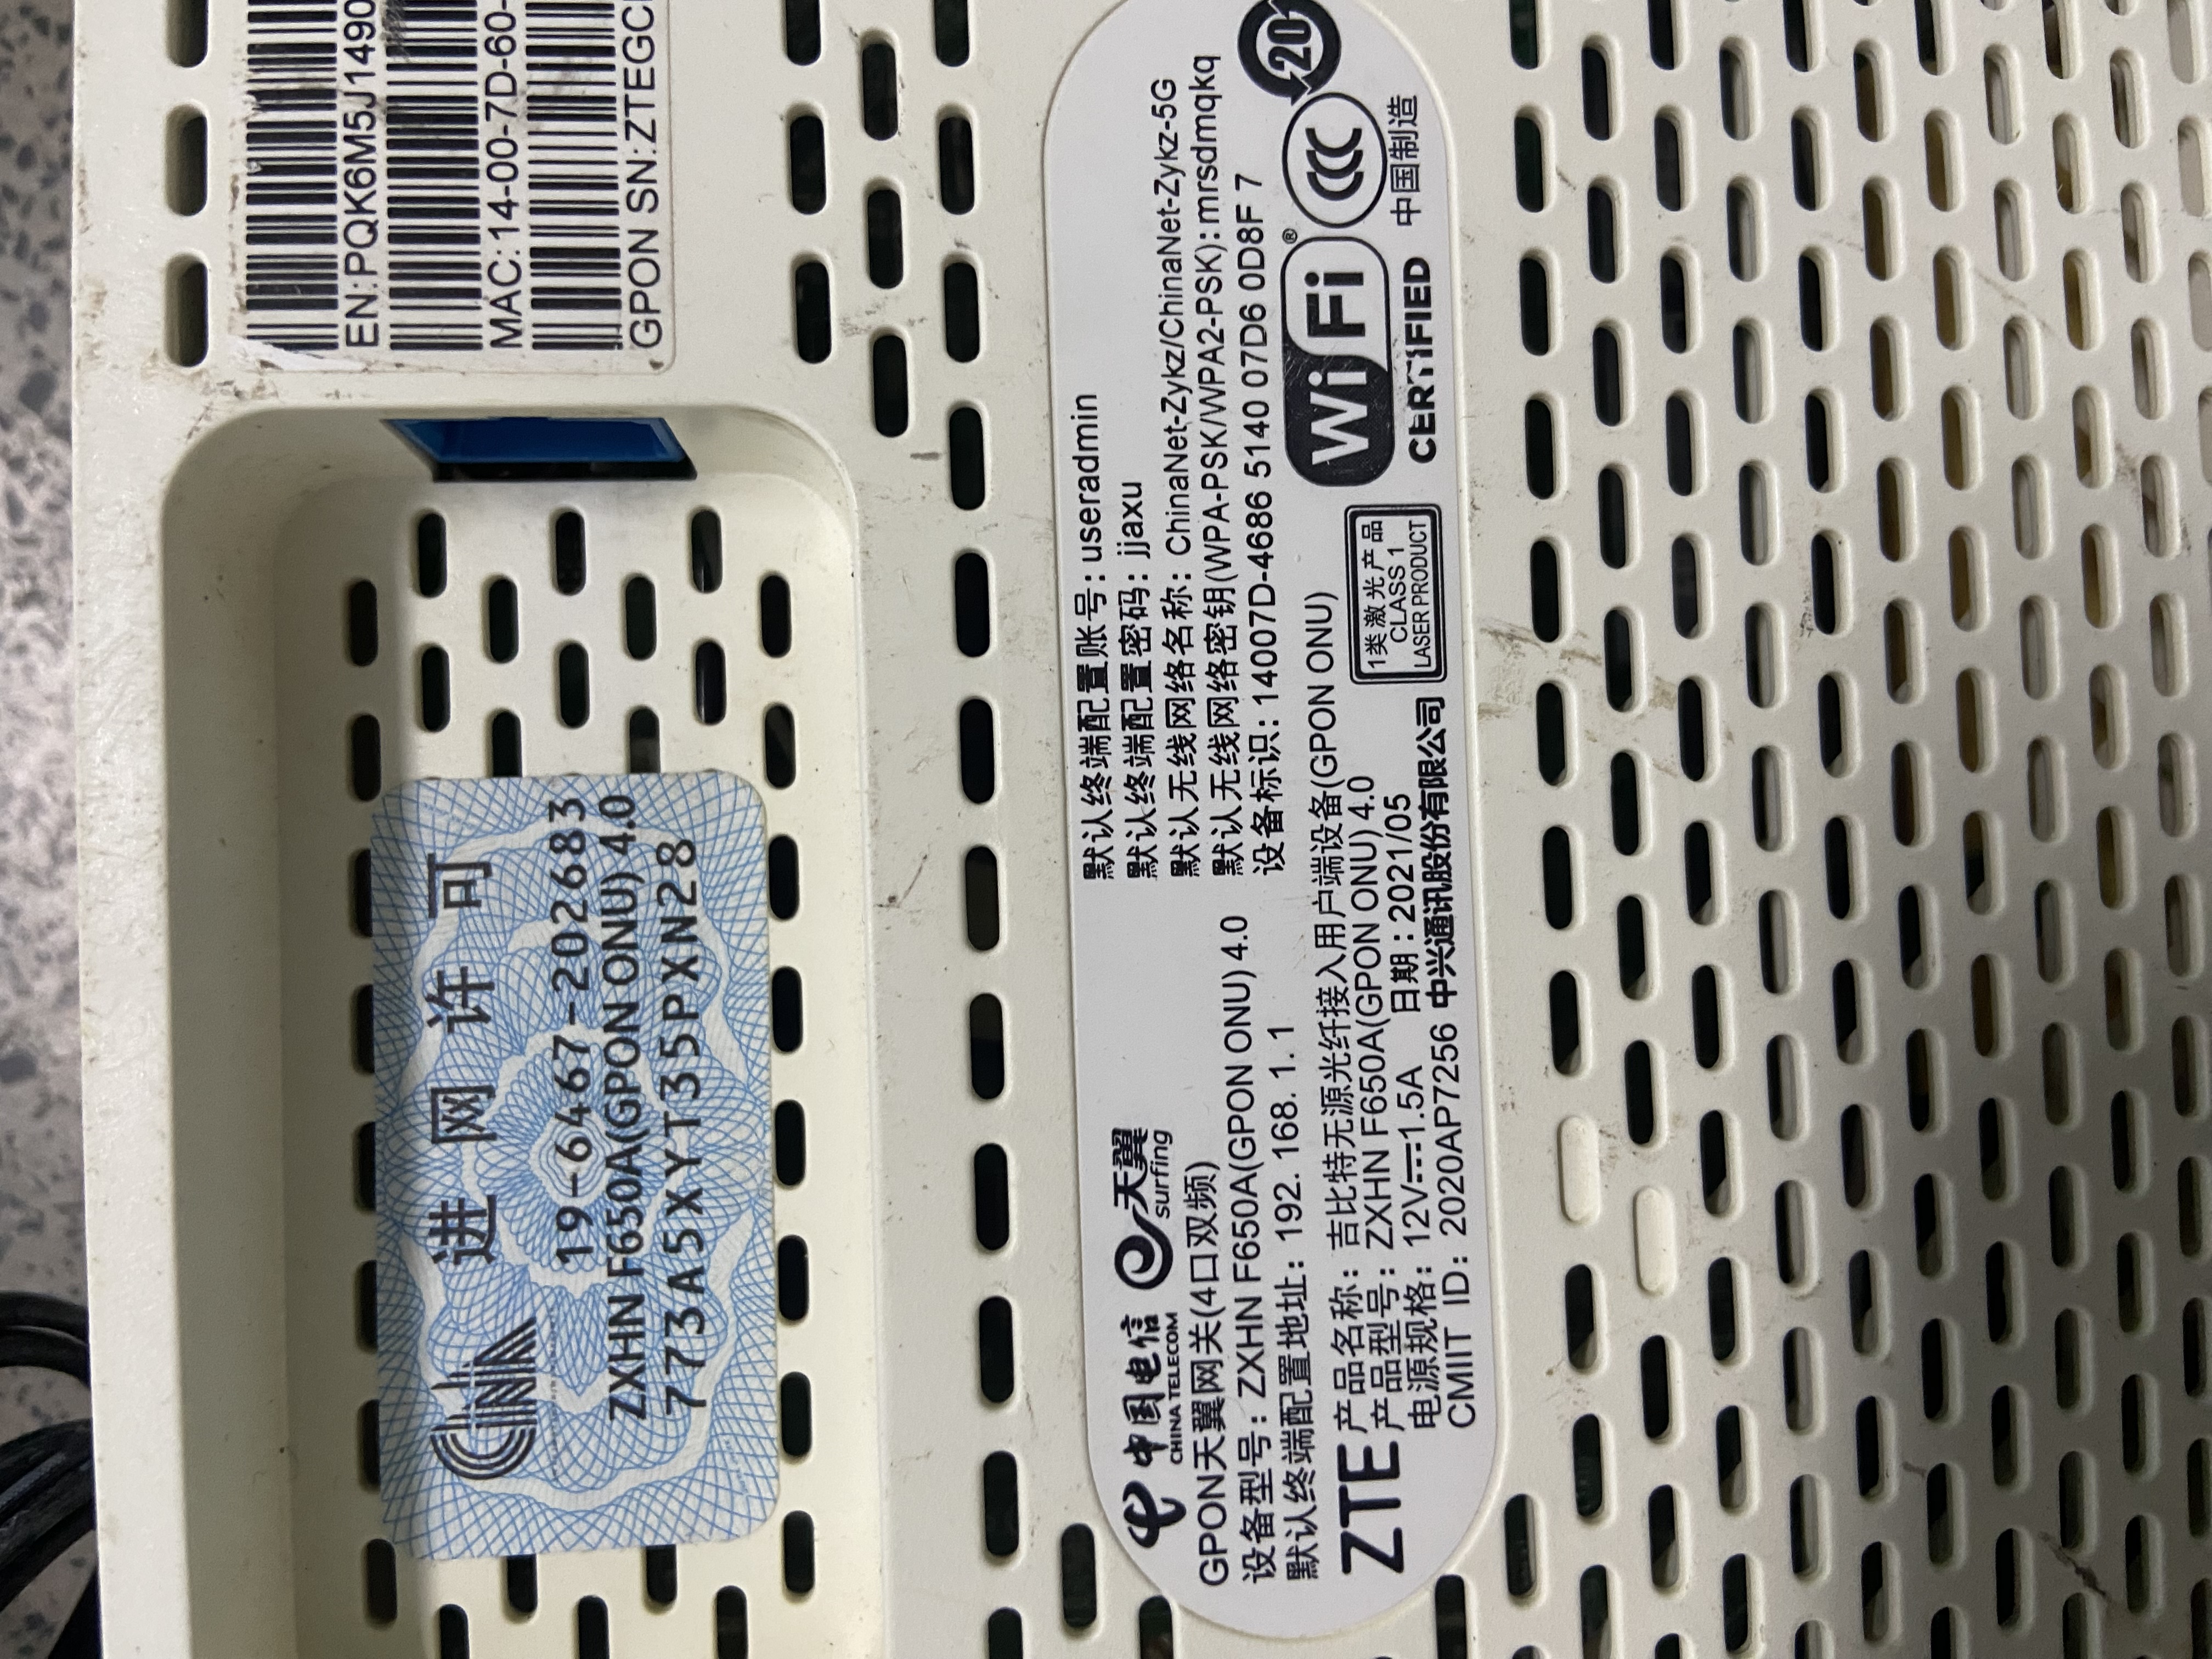 EN:PQK6M5J1490
MAC:14-00-7D-60-
GPON SN:ZTEGC
进网许可
19-6467-202683
ZXHN F650A(GPON ONU) 4.0
773A5XYT35PXN28
中国电信
CHINA TELECOM
天翼
surfing
GPON天翼网关(4口双频)
设备型号: ZXHN F650A(GPON ONU) 4.0
默认终端配置地址: 192.168.1.1
默认终端配置账号: useradmin
默认终端配置密码: jjaxu
默认无线网络名称: ChinaNet-Zykz/ChinaNet-Zykz-5G
默认无线网络密钥(WPA-PSK/WPA2-PSK):mrsdmqkq
设备标识: 14007D-4686 5140 07D6 0D8F 7
ZTE
产品名称: 吉比特无源光纤接入用户端设备(GPON ONU)
产品型号: ZXHN F650A(GPON ONU) 4.0
电源规格: 12V⎓1.5A 日期: 2021/05
CMIIT ID: 2020AP7256 中兴通讯股份有限公司
1类激光产品
CLASS 1
LASER PRODUCT
Wi Fi®
CERTIFIED
CCC
20
中国制造